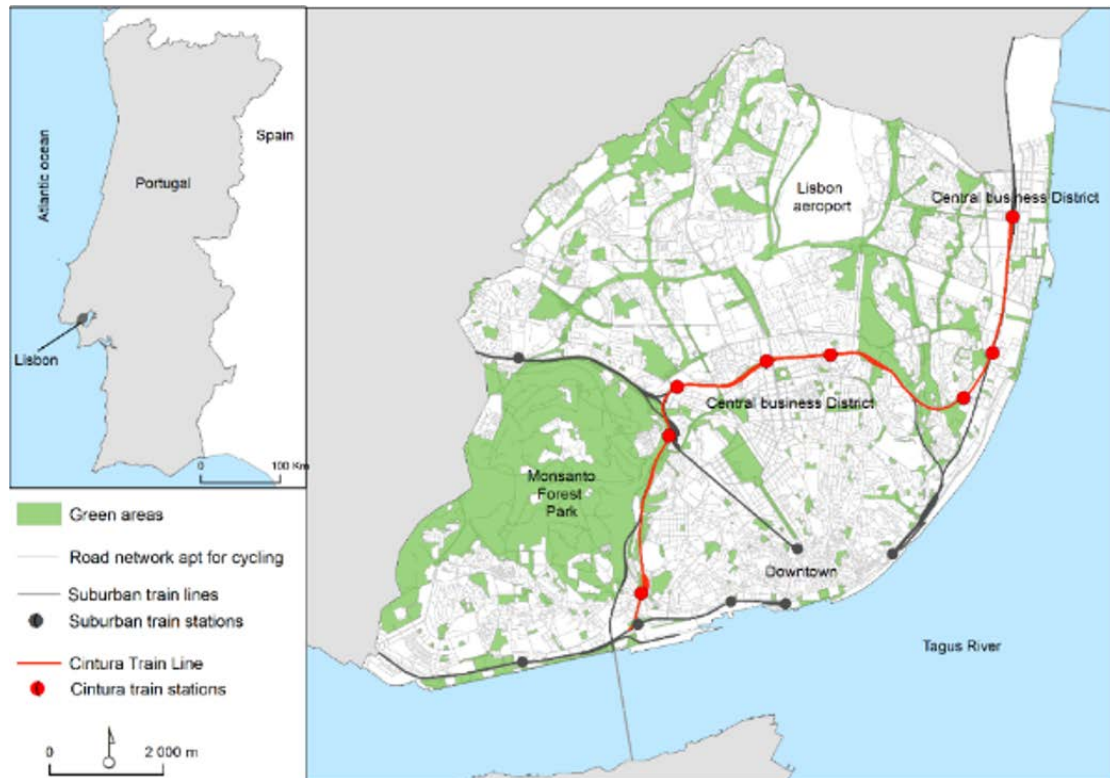 Atlantic ocean
Spain
Portugal
Lisbon
0 100 Km
Green areas
Road network apt for cycling
Suburban train lines
Suburban train stations
Cintura Train Line
Cintura train stations
0 2 000 m
Lisbon
aeroport
Central business District
Central business District
Monsanto
Forest
Park
Downtown
Tagus River